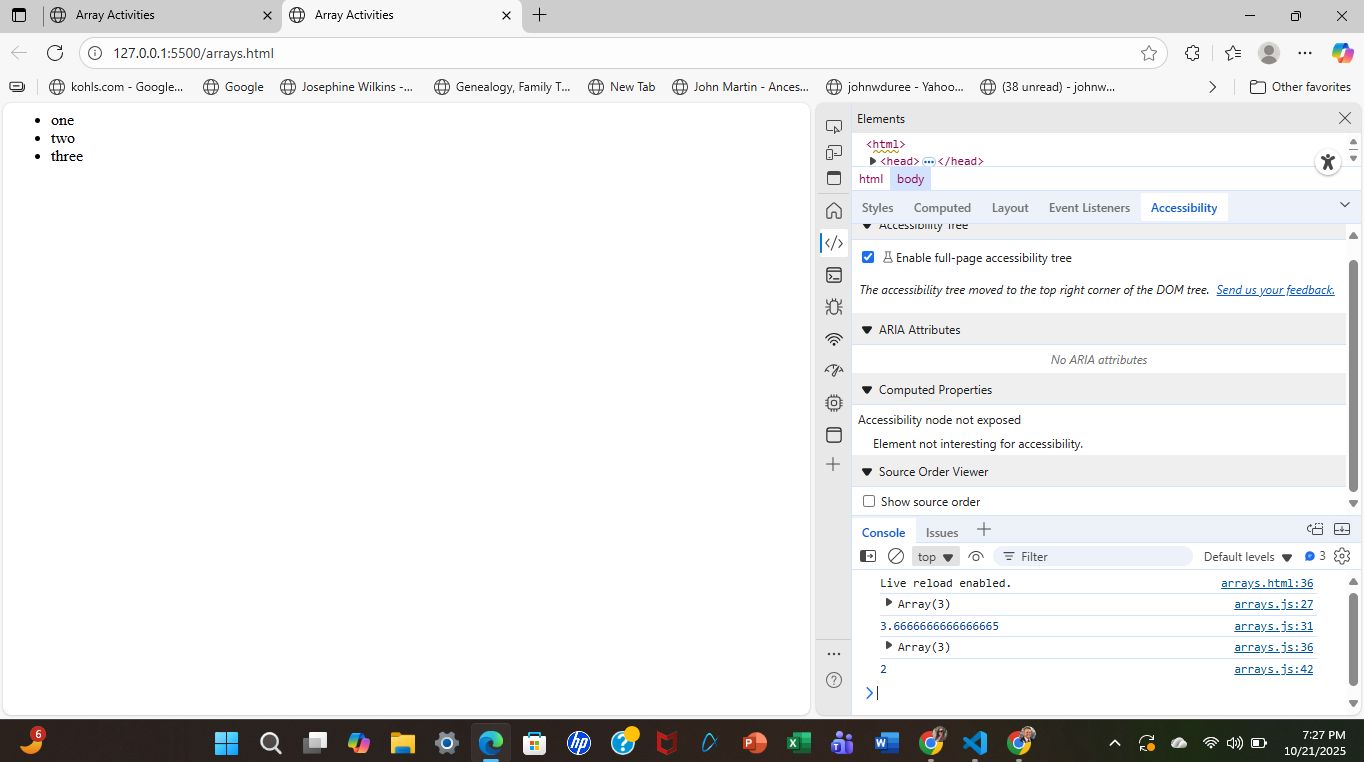 Array Activities
Array Activities
127.0.0.1:5500/arrays.html
kohls.com - Google...
Google
Josephine Wilkins -...
Genealogy, Family T...
New Tab
John Martin - Ances...
johnwduree - Yahoo...
(38 unread) - johnw...
Other favorites
one
two
three
Elements
<html>
<head> ••• </head>
html body
Styles Computed Layout Event Listeners Accessibility
Accessibility Tree
Enable full-page accessibility tree
The accessibility tree moved to the top right corner of the DOM tree. Send us your feedback.
ARIA Attributes
No ARIA attributes
Computed Properties
Accessibility node not exposed
Element not interesting for accessibility.
Source Order Viewer
Show source order
Console Issues
top Filter Default levels 3
Live reload enabled. arrays.html:36
Array(3) arrays.js:27
3.6666666666666665 arrays.js:31
Array(3) arrays.js:36
2 arrays.js:42
6
hp
7:27 PM
10/21/2025